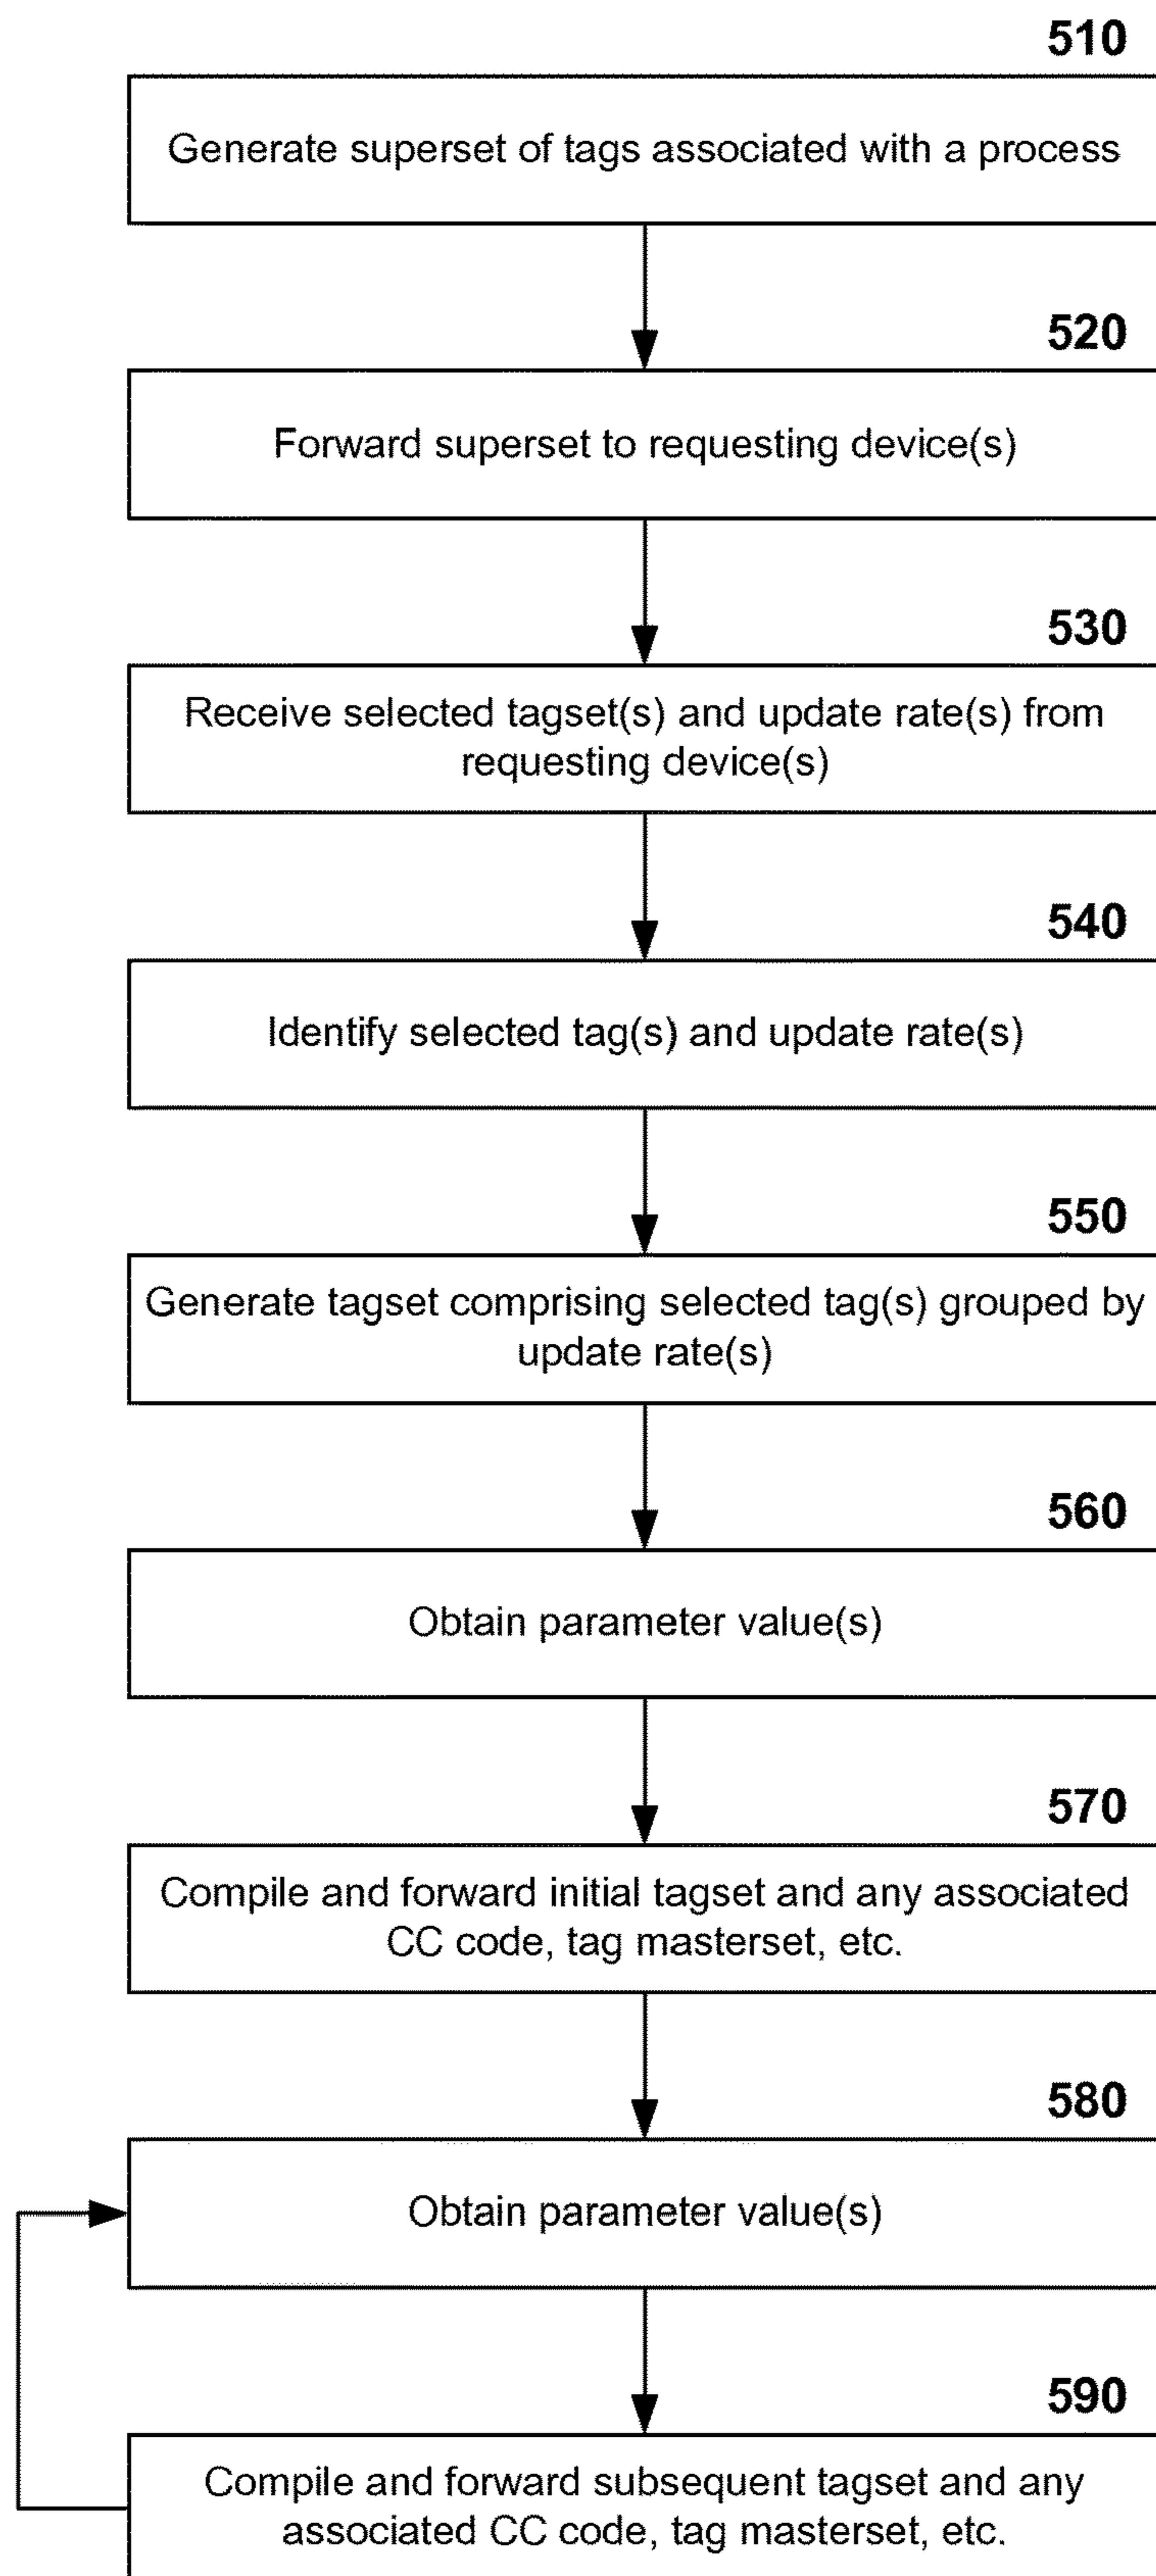 510
Generate superset of tags associated with a process
520
Forward superset to requesting device(s)
530
Receive selected tagset(s) and update rate(s) from
requesting device(s)
540
Identify selected tag(s) and update rate(s)
550
Generate tagset comprising selected tag(s) grouped by
update rate(s)
560
Obtain parameter value(s)
570
Compile and forward initial tagset and any associated
CC code, tag masterset, etc.
580
Obtain parameter value(s)
590
Compile and forward subsequent tagset and any
associated CC code, tag masterset, etc.